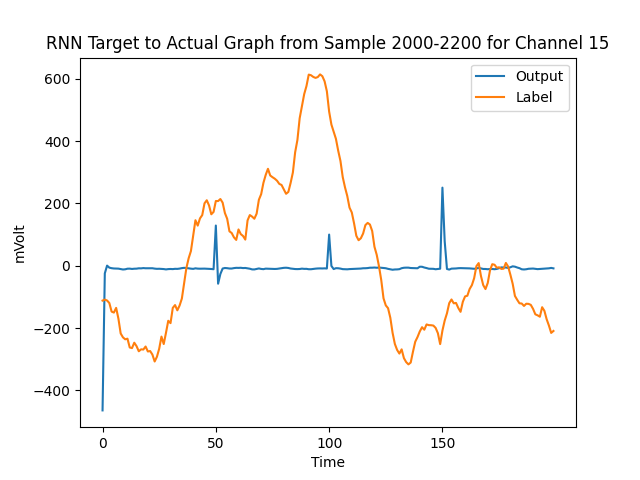 RNN Target to Actual Graph from Sample 2000-2200 for Channel 15
Output
Label
600
400
200
0
−200
−400
mVolt
0
50
100
150
Time